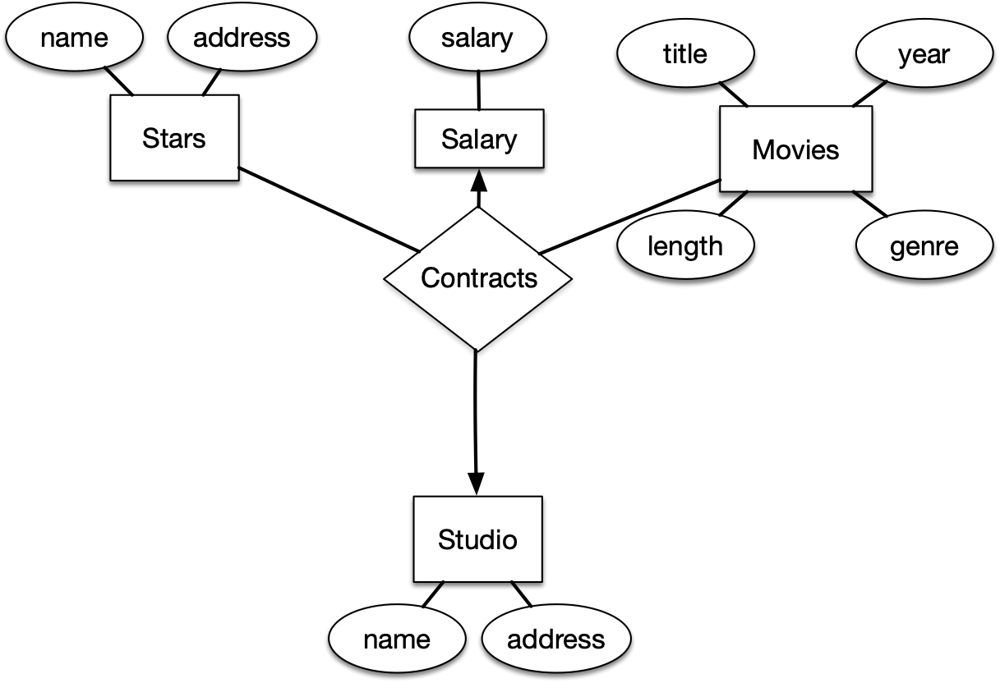 name
address
salary
title
year
Stars
Salary
Movies
length
genre
Contracts
Studio
name
address